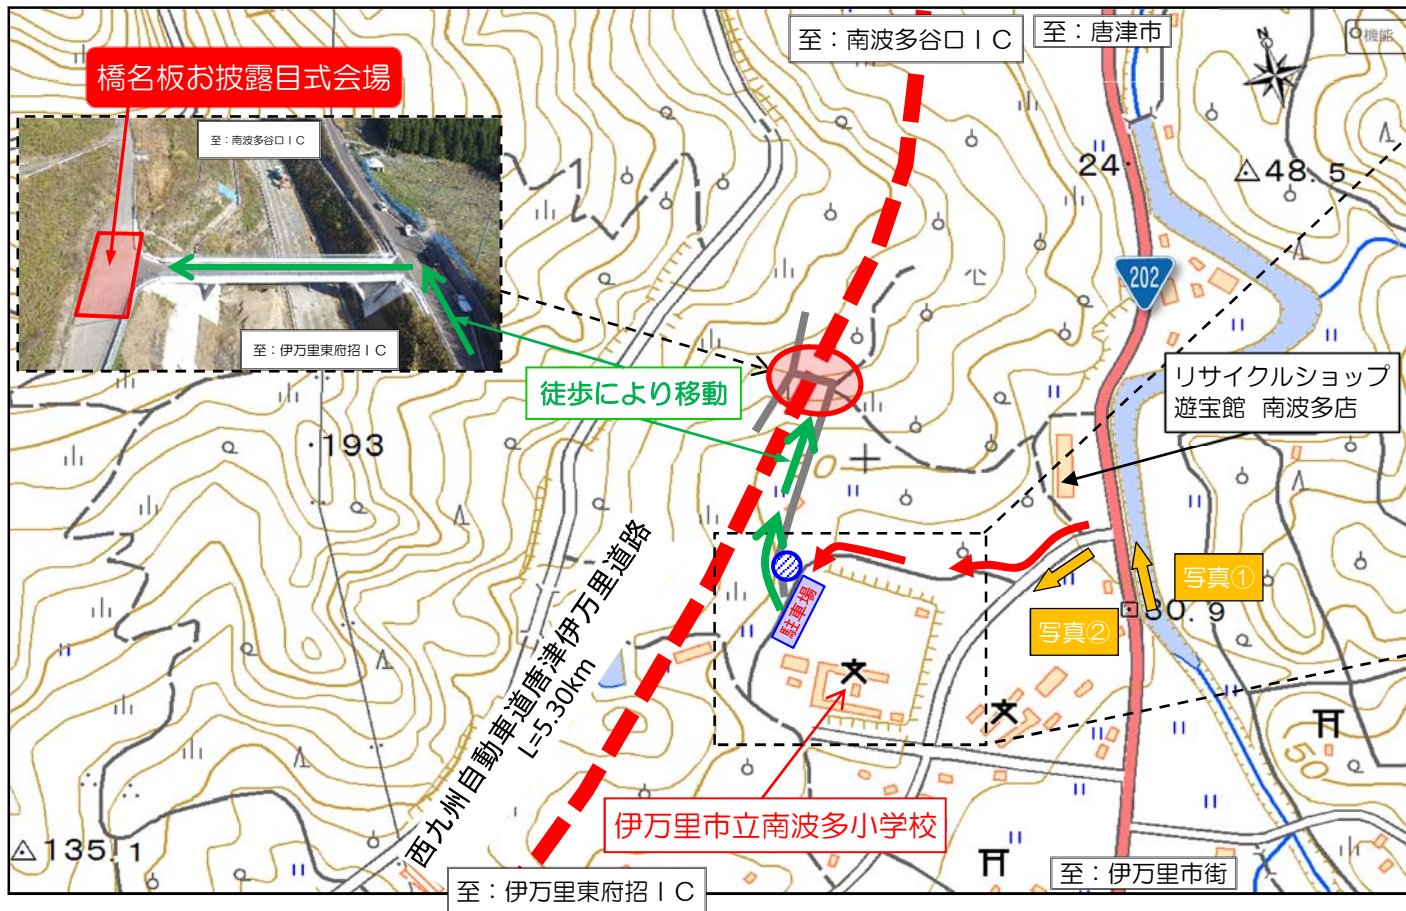 至：南波多谷口ＩＣ
至：唐津市
N
機能
橋名板お披露目式会場
至：南波多谷口ＩＣ
24
48.5
202
至：伊万里東府招ＩＣ
徒歩により移動
リサイクルショップ
遊宝館 南波多店
193
写真①
写真②
30.9
駐車場
西九州自動車道唐津伊万里道路
L=5.30km
50
伊万里市立南波多小学校
135.1
至：伊万里東府招ＩＣ
至：伊万里市街